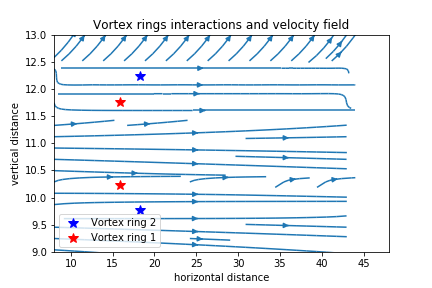 Vortex rings interactions and velocity field
13.0
12.5
12.0
11.5
11.0
10.5
10.0
9.5
9.0
vertical distance
Vortex ring 2
Vortex ring 1
10 15 20 25 30 35 40 45
horizontal distance